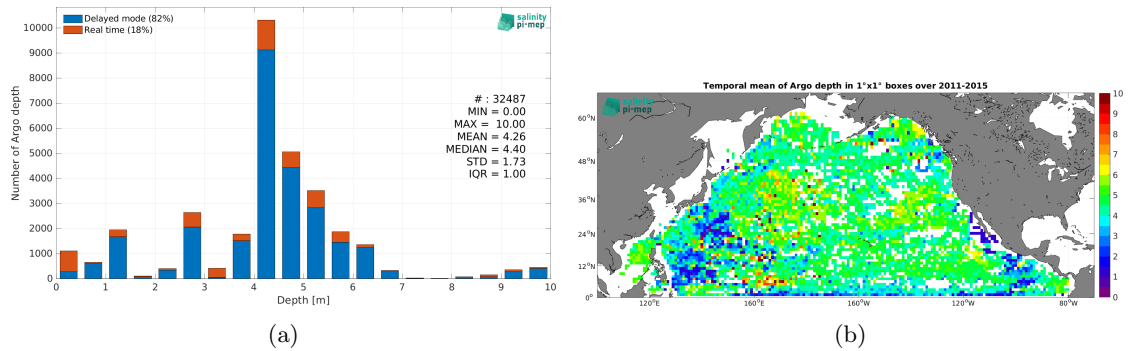 Delayed mode (82%)
Real time (18%)
salinity
pi-mep
10000
9000
8000
7000
6000
5000
4000
3000
2000
1000
0
Number of Argo depth
# : 32487
MIN = 0.00
MAX = 10.00
MEAN = 4.26
MEDIAN = 4.40
STD = 1.73
IQR = 1.00
0 1 2 3 4 5 6 7 8 9 10
Depth [m]
(a)
Temporal mean of Argo depth in 1°x1° boxes over 2011-2015
salinity
pi-mep
60°N
48°N
36°N
24°N
12°N
0°
120°E 160°E 160°W 120°W 80°W
10
9
8
7
6
5
4
3
2
1
0
(b)